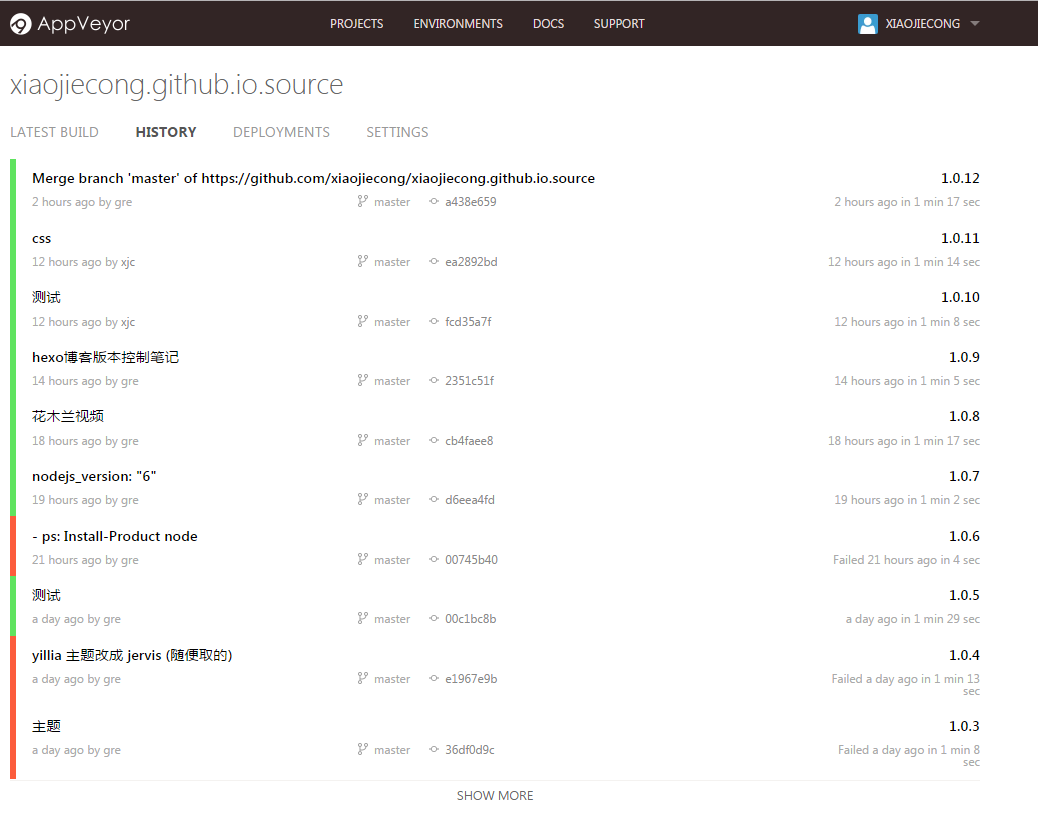 AppVeyor PROJECTS ENVIRONMENTS DOCS SUPPORT XIAOJIECONG
xiaojiecong.github.io.source
LATEST BUILD HISTORY DEPLOYMENTS SETTINGS
Merge branch 'master' of https://github.com/xiaojiecong/xiaojiecong.github.io.source 1.0.12
2 hours ago by gre master a438e659 2 hours ago in 1 min 17 sec
css 1.0.11
12 hours ago by xjc master ea2892bd 12 hours ago in 1 min 14 sec
测试 1.0.10
12 hours ago by xjc master fcd35a7f 12 hours ago in 1 min 8 sec
hexo博客版本控制笔记 1.0.9
14 hours ago by gre master 2351c51f 14 hours ago in 1 min 5 sec
花木兰视频 1.0.8
18 hours ago by gre master cb4faee8 18 hours ago in 1 min 17 sec
nodejs_version: "6" 1.0.7
19 hours ago by gre master d6eea4fd 19 hours ago in 1 min 2 sec
- ps: Install-Product node 1.0.6
21 hours ago by gre master 00745b40 Failed 21 hours ago in 4 sec
测试 1.0.5
a day ago by gre master 00c1bc8b a day ago in 1 min 29 sec
yillia 主题改成 jervis (随便取的) 1.0.4
a day ago by gre master e1967e9b Failed a day ago in 1 min 13
sec
主题 1.0.3
a day ago by gre master 36df0d9c Failed a day ago in 1 min 8
sec
SHOW MORE